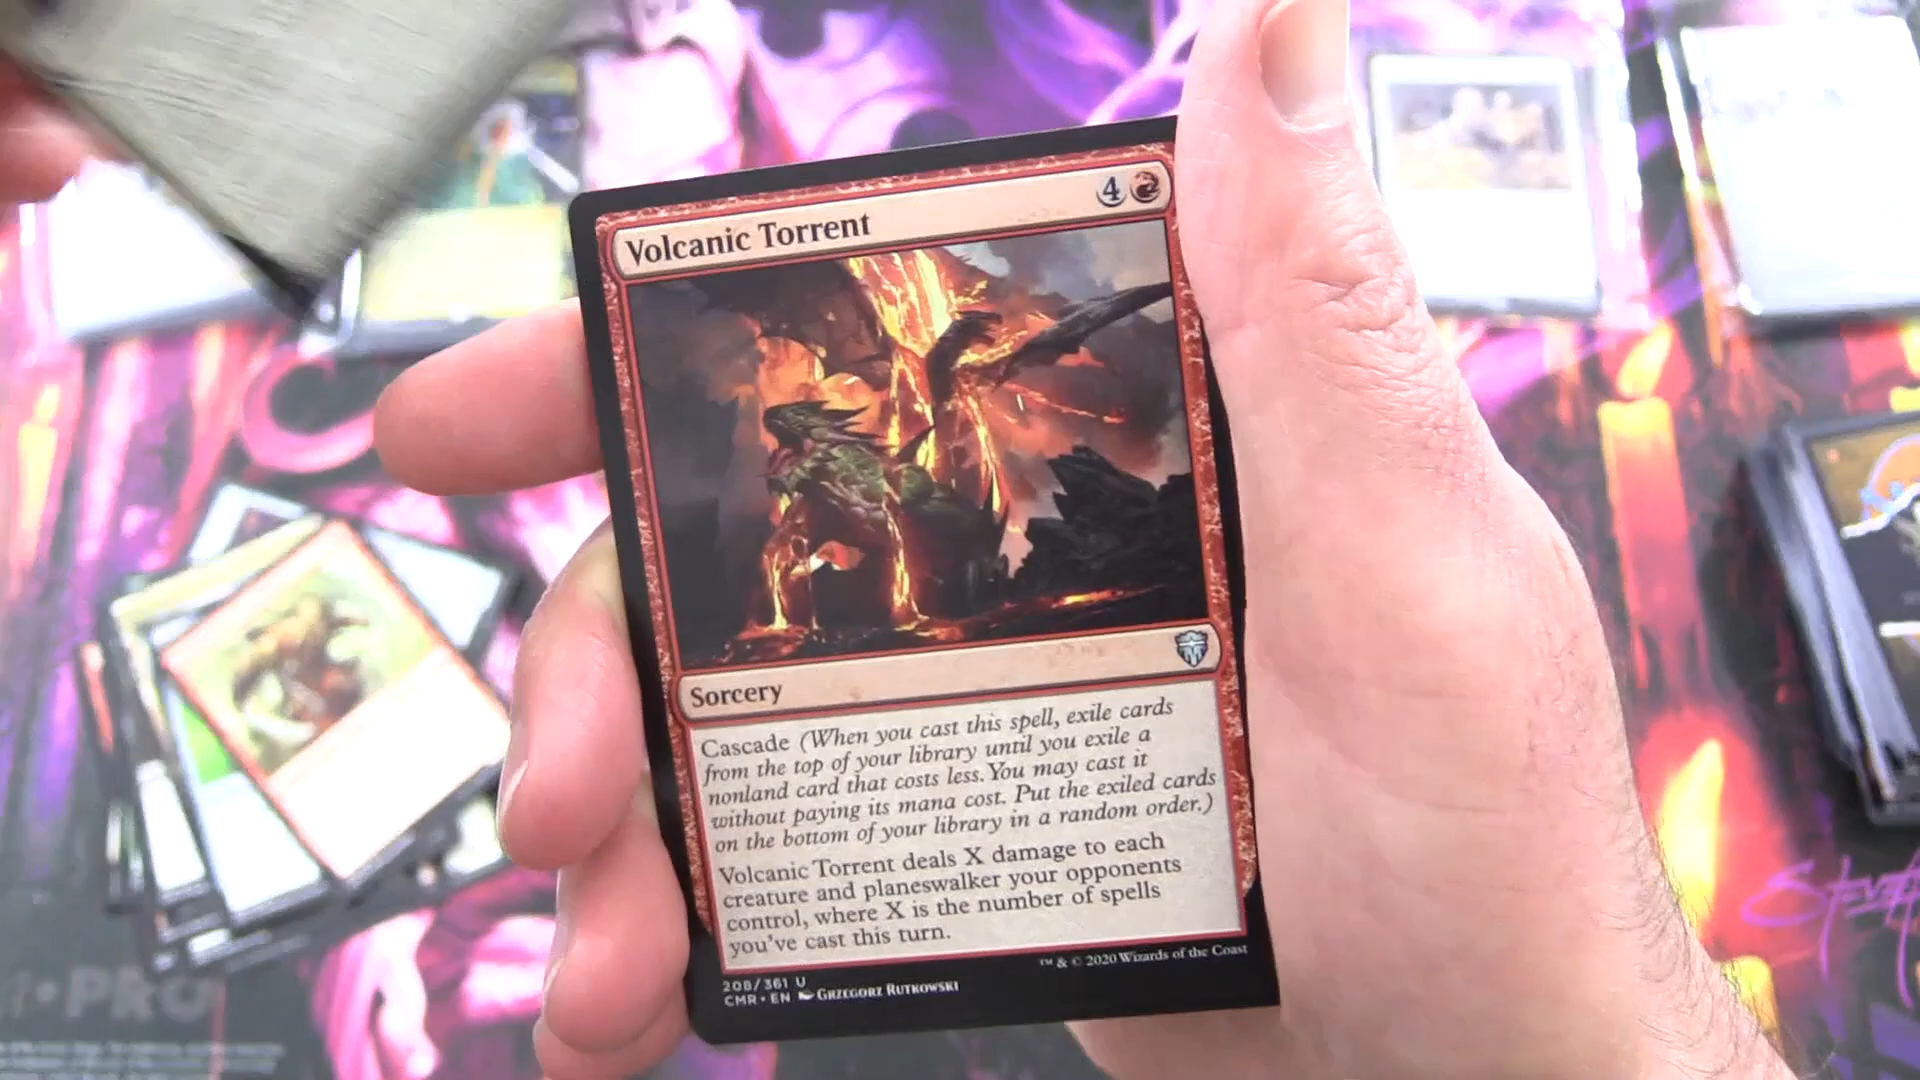 Volcanic Torrent
4
Sorcery
Cascade (When you cast this spell, exile cards
from the top of your library until you exile a
nonland card that costs less. You may cast it
without paying its mana cost. Put the exiled cards
on the bottom of your library in a random order.)
Volcanic Torrent deals X damage to each
creature and planeswalker your opponents
control, where X is the number of spells
you've cast this turn.
208/361 U
CMR • EN GRZEGORZ RUTKOWSKI
™ & © 2020 Wizards of the Coast
PRO